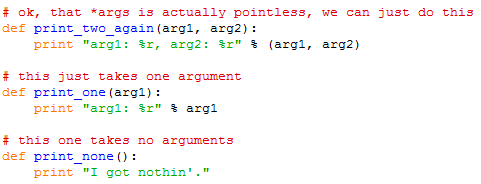 # ok, that *args is actually pointless, we can just do this
def print_two_again(arg1, arg2):
    print "arg1: %r, arg2: %r" % (arg1, arg2)

# this just takes one argument
def print_one(arg1):
    print "arg1: %r" % arg1

# this one takes no arguments
def print_none():
    print "I got nothin'."